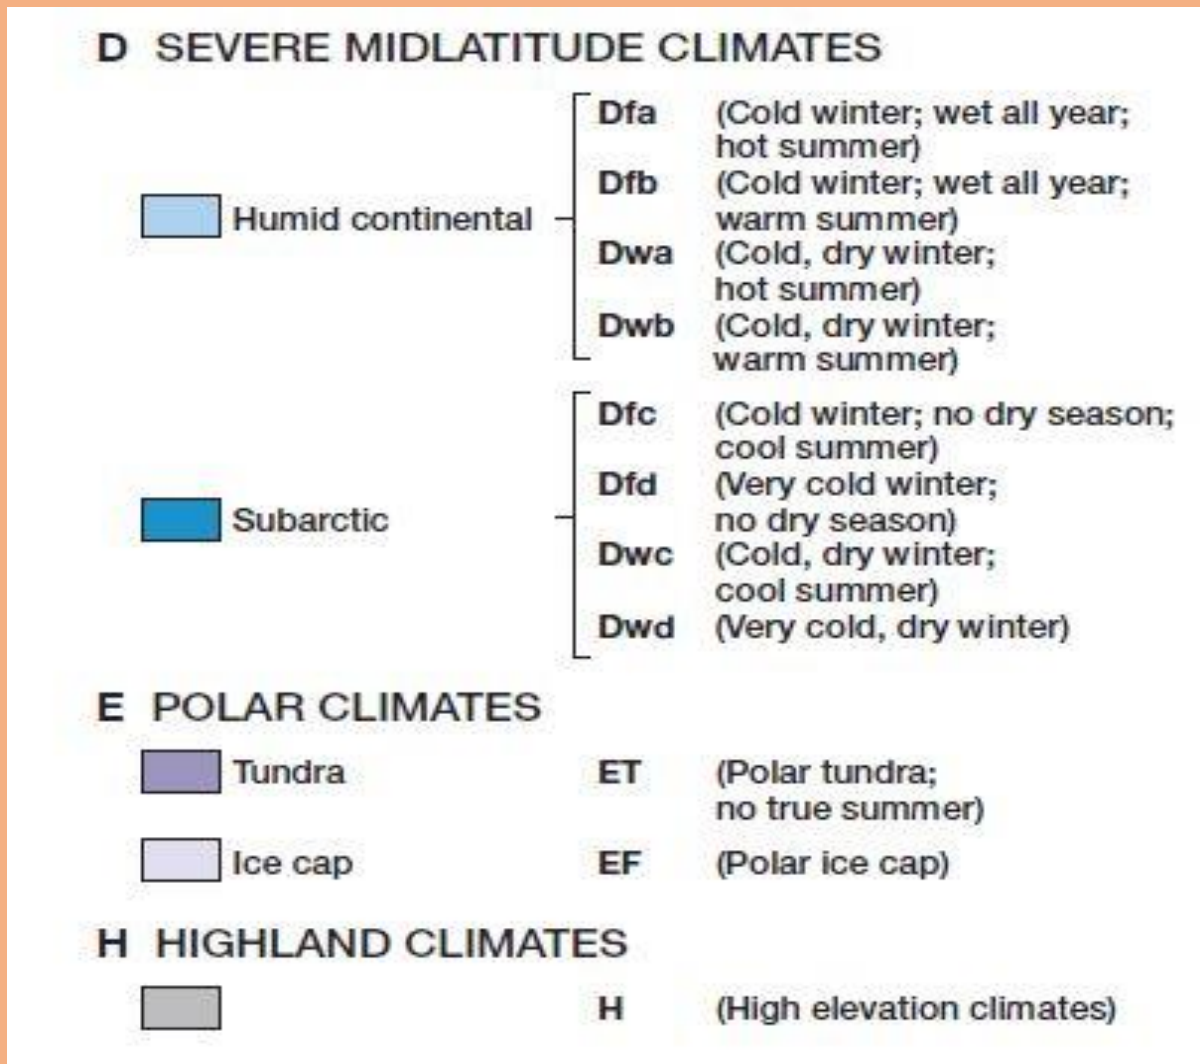 D SEVERE MIDLATITUDE CLIMATES
Humid continental
Dfa (Cold winter; wet all year;
hot summer)
Dfb (Cold winter; wet all year;
warm summer)
Dwa (Cold, dry winter;
hot summer)
Dwb (Cold, dry winter;
warm summer)
Subarctic
Dfc (Cold winter; no dry season;
cool summer)
Dfd (Very cold winter;
no dry season)
Dwc (Cold, dry winter;
cool summer)
Dwd (Very cold, dry winter)
E POLAR CLIMATES
Tundra ET (Polar tundra;
no true summer)
Ice cap EF (Polar ice cap)
H HIGHLAND CLIMATES
H (High elevation climates)